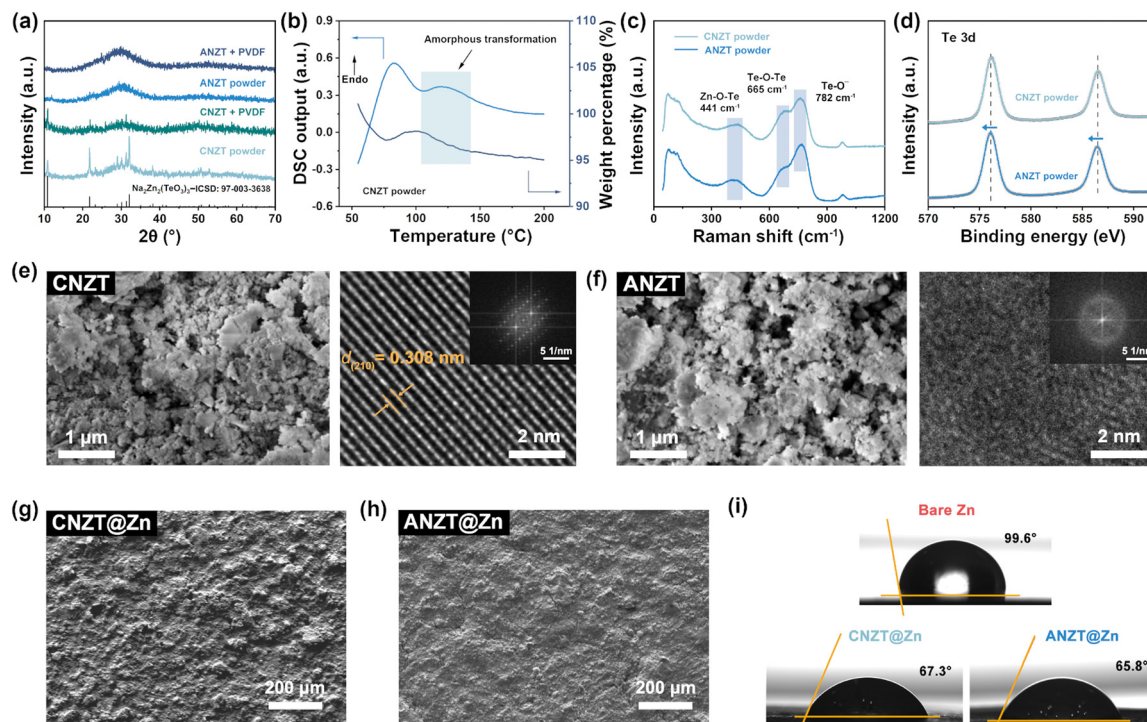 (a)
Intensity (a.u.)
ANZT + PVDF
ANZT powder
CNZT + PVDF
CNZT powder
Na₂Zn₂(TeO₃)₃–ICSD: 97-003-3638
10 20 30 40 50 60 70
2θ (°)
(b)
DSC output
0.9
0.6
0.3
0.0
-0.3
-0.6
Endo
Amorphous transformation
CNZT powder
50 100 150 200
Temperature (°C)
110
105
100
95
90
Weight percentage (%)
(c)
Intensity (a.u.)
CNZT powder
ANZT powder
Zn-O-Te
441 cm⁻¹
Te-O-Te
665 cm⁻¹
Te-O⁻
782 cm⁻¹
0 300 600 900 1200
Raman shift (cm⁻¹)
(d)
Intensity (a.u.)
Te 3d
CNZT powder
ANZT powder
570 575 580 585 590
Binding energy (eV)
(e)
CNZT
1 µm
d(210) = 0.308 nm
5 1/nm
2 nm
(f)
ANZT
1 µm
5 1/nm
2 nm
(g)
CNZT@Zn
200 µm
(h)
ANZT@Zn
200 µm
(i)
Bare Zn
99.6°
CNZT@Zn
67.3°
ANZT@Zn
65.8°